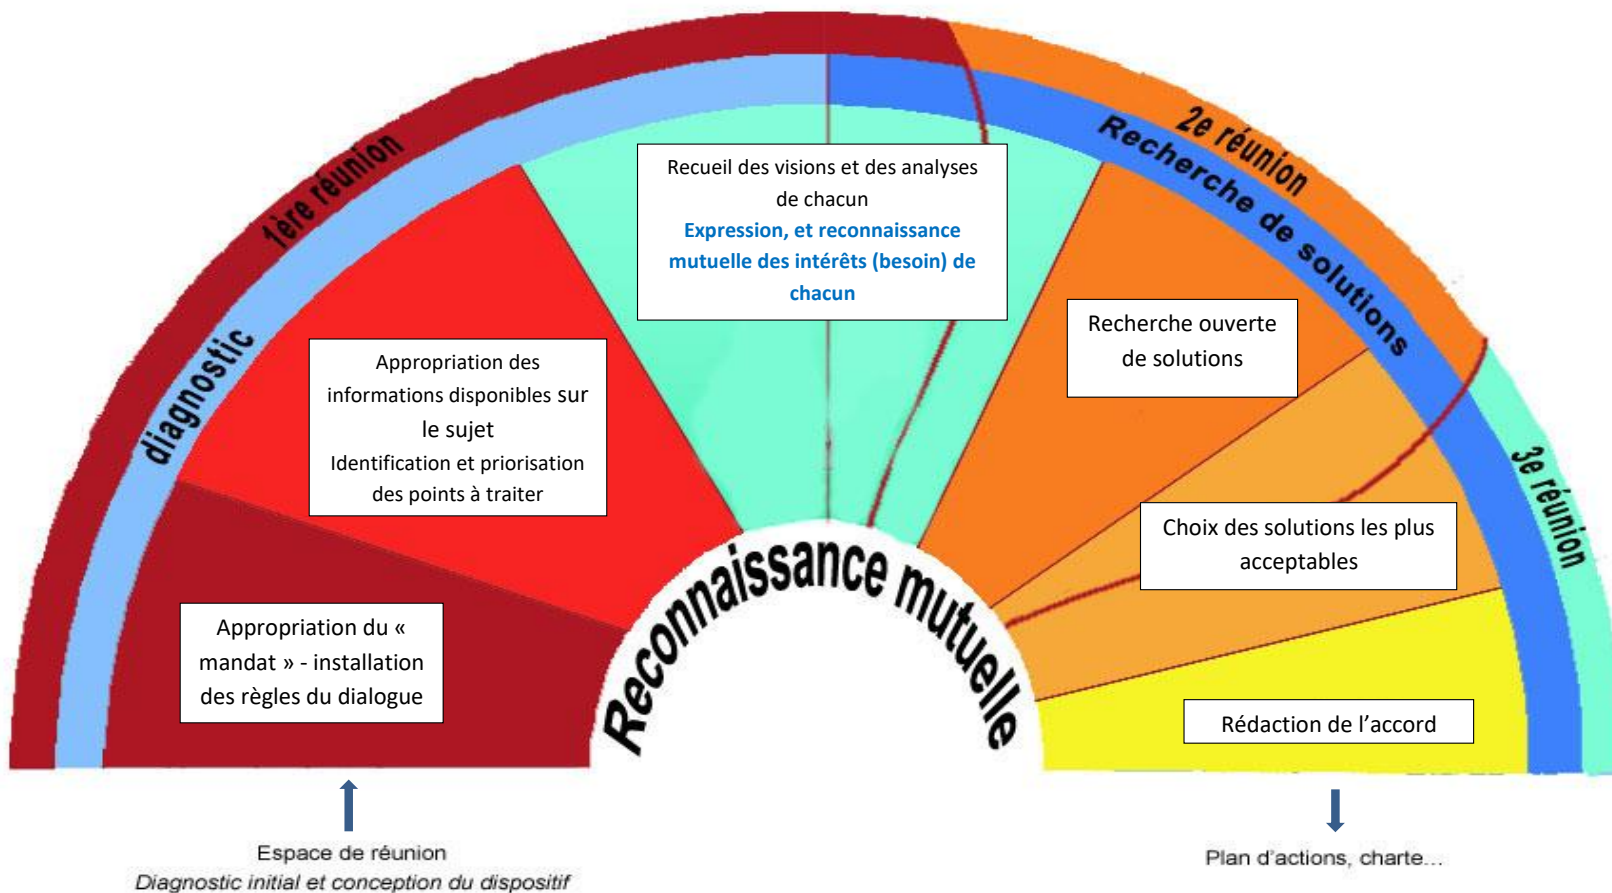 1ère réunion
2e réunion
3e réunion
diagnostic
Recherche de solutions
Recueil des visions et des analyses
de chacun
Expression, et reconnaissance
mutuelle des intérêts (besoin) de
chacun
Appropriation des
informations disponibles sur
le sujet
Identification et priorisation
des points à traiter
Recherche ouverte
de solutions
Choix des solutions les plus
acceptables
Appropriation du «
mandat » - installation
des règles du dialogue
Rédaction de l’accord
Reconnaissance mutuelle
Espace de réunion
Diagnostic initial et conception du dispositif
Plan d'actions, charte...